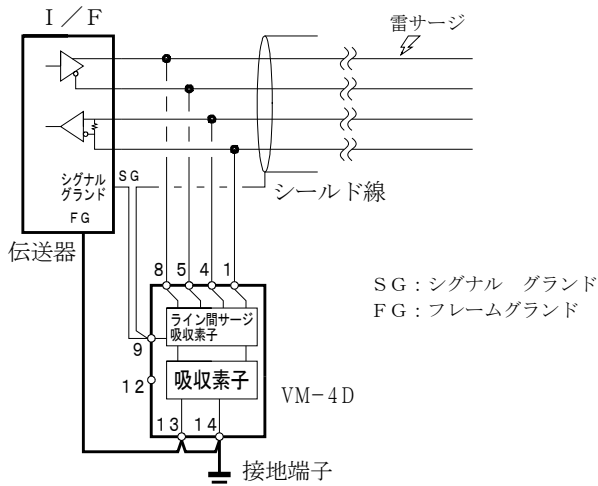 Ｉ／Ｆ
雷サージ
シグナル
グランド
ＳＧ
ＦＧ
シールド線
伝送器
8 5 4 1
ＳＧ：シグナル　グランド
ＦＧ：フレームグランド
ライン間サージ
吸収素子
9
吸収素子
12
VM-4D
13 14
接地端子